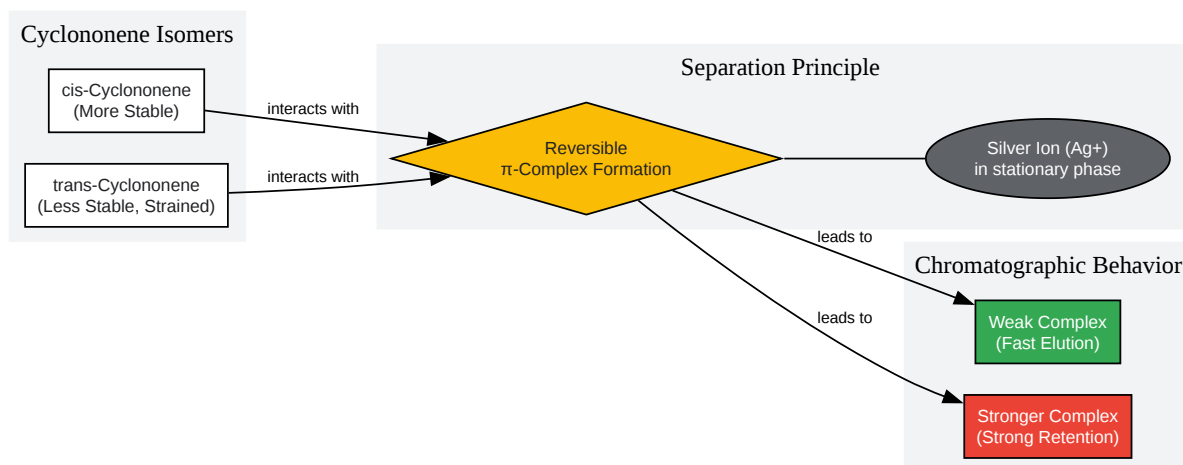 Cyclononene Isomers
cis-Cyclononene
(More Stable)
trans-Cyclononene
(Less Stable, Strained)
interacts with
interacts with
Separation Principle
Reversible
π-Complex Formation
Silver Ion (Ag+)
in stationary phase
leads to
leads to
Chromatographic Behavior
Weak Complex
(Fast Elution)
Stronger Complex
(Strong Retention)